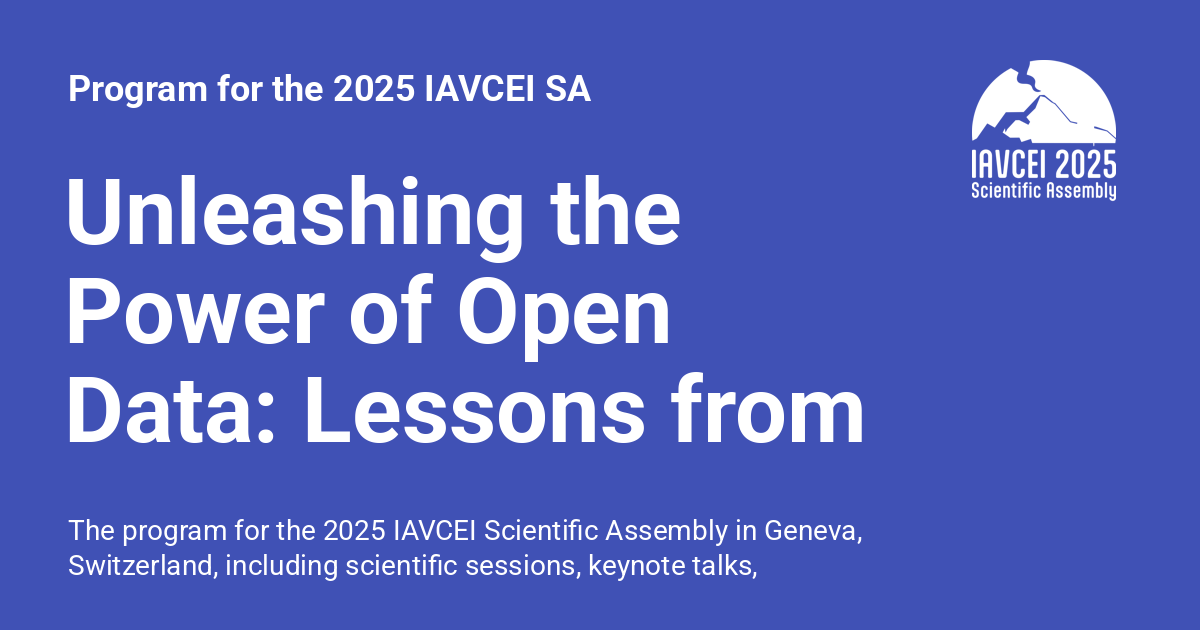 Program for the 2025 IAVCEI SA
IAVCEI 2025
Scientific Assembly
Unleashing the
Power of Open
Data: Lessons from
The program for the 2025 IAVCEI Scientific Assembly in Geneva,
Switzerland, including scientific sessions, keynote talks,